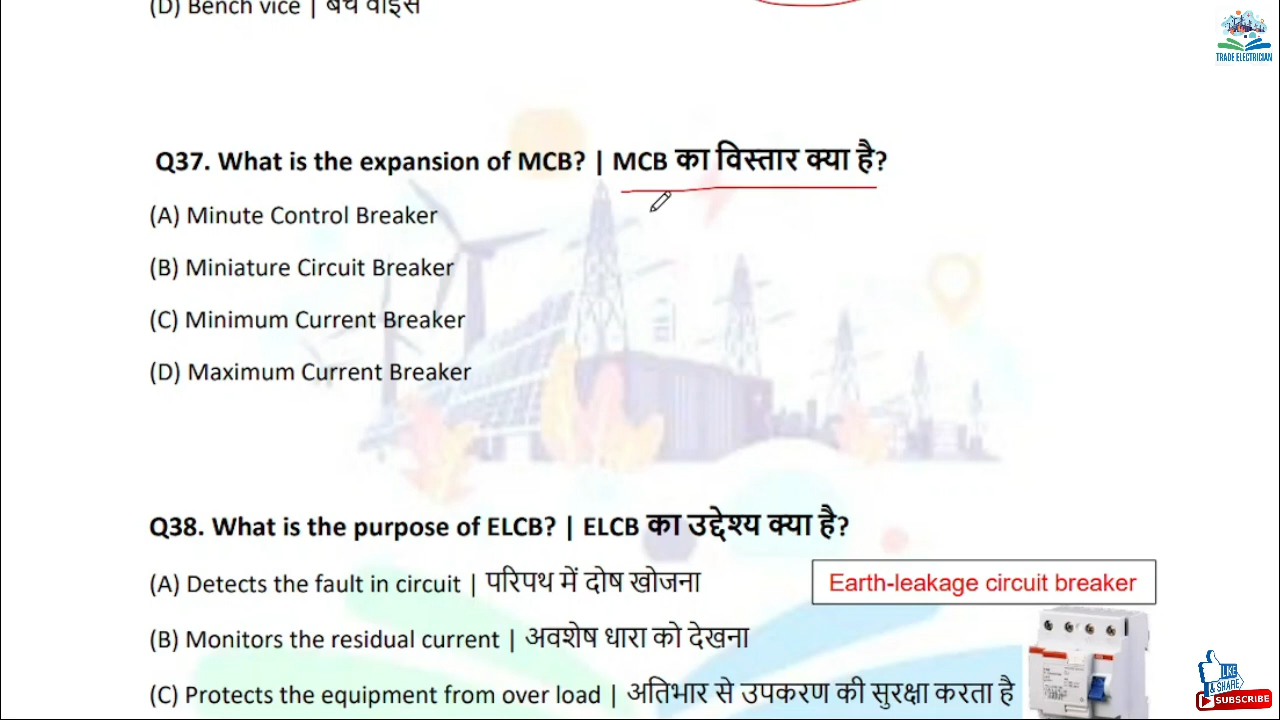 (D) Bench vice | बेंच वाइस
TRADE ELECTRICIAN
Q37. What is the expansion of MCB? | MCB का विस्तार क्या है?
(A) Minute Control Breaker
(B) Miniature Circuit Breaker
(C) Minimum Current Breaker
(D) Maximum Current Breaker
Q38. What is the purpose of ELCB? | ELCB का उद्देश्य क्या है?
(A) Detects the fault in circuit | परिपथ में दोष खोजना
Earth-leakage circuit breaker
(B) Monitors the residual current | अवशेष धारा को देखना
(C) Protects the equipment from over load | अतिभार से उपकरण की सुरक्षा करता है
LIKE
& SHARE
SUBSCRIBE